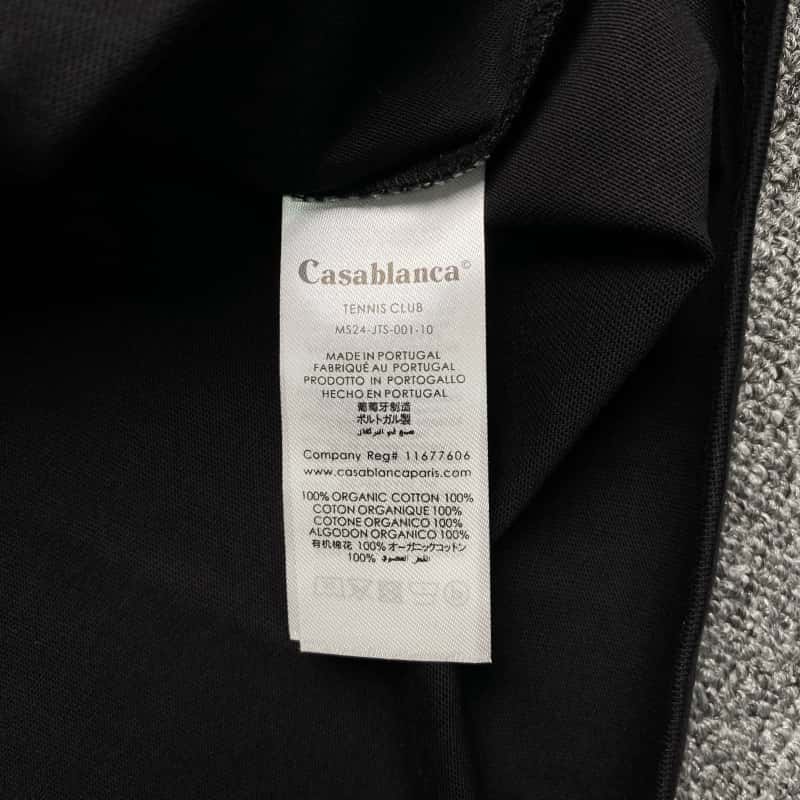 Casablanca©
TENNIS CLUB
MS24-JTS-001-10
MADE IN PORTUGAL
FABRIQUÉ AU PORTUGAL
PRODOTTO IN PORTOGALLO
HECHO EN PORTUGAL
葡萄牙制造
ポルトガル製
صنع في البرتغال
Company Reg# 11677606
www.casablancaparis.com
100% ORGANIC COTTON 100%
COTON ORGANIQUE 100%
COTONE ORGANICO 100%
ALGODON ORGANICO 100%
有机棉花 100% オーガニックコットン
100% القطن العضوي